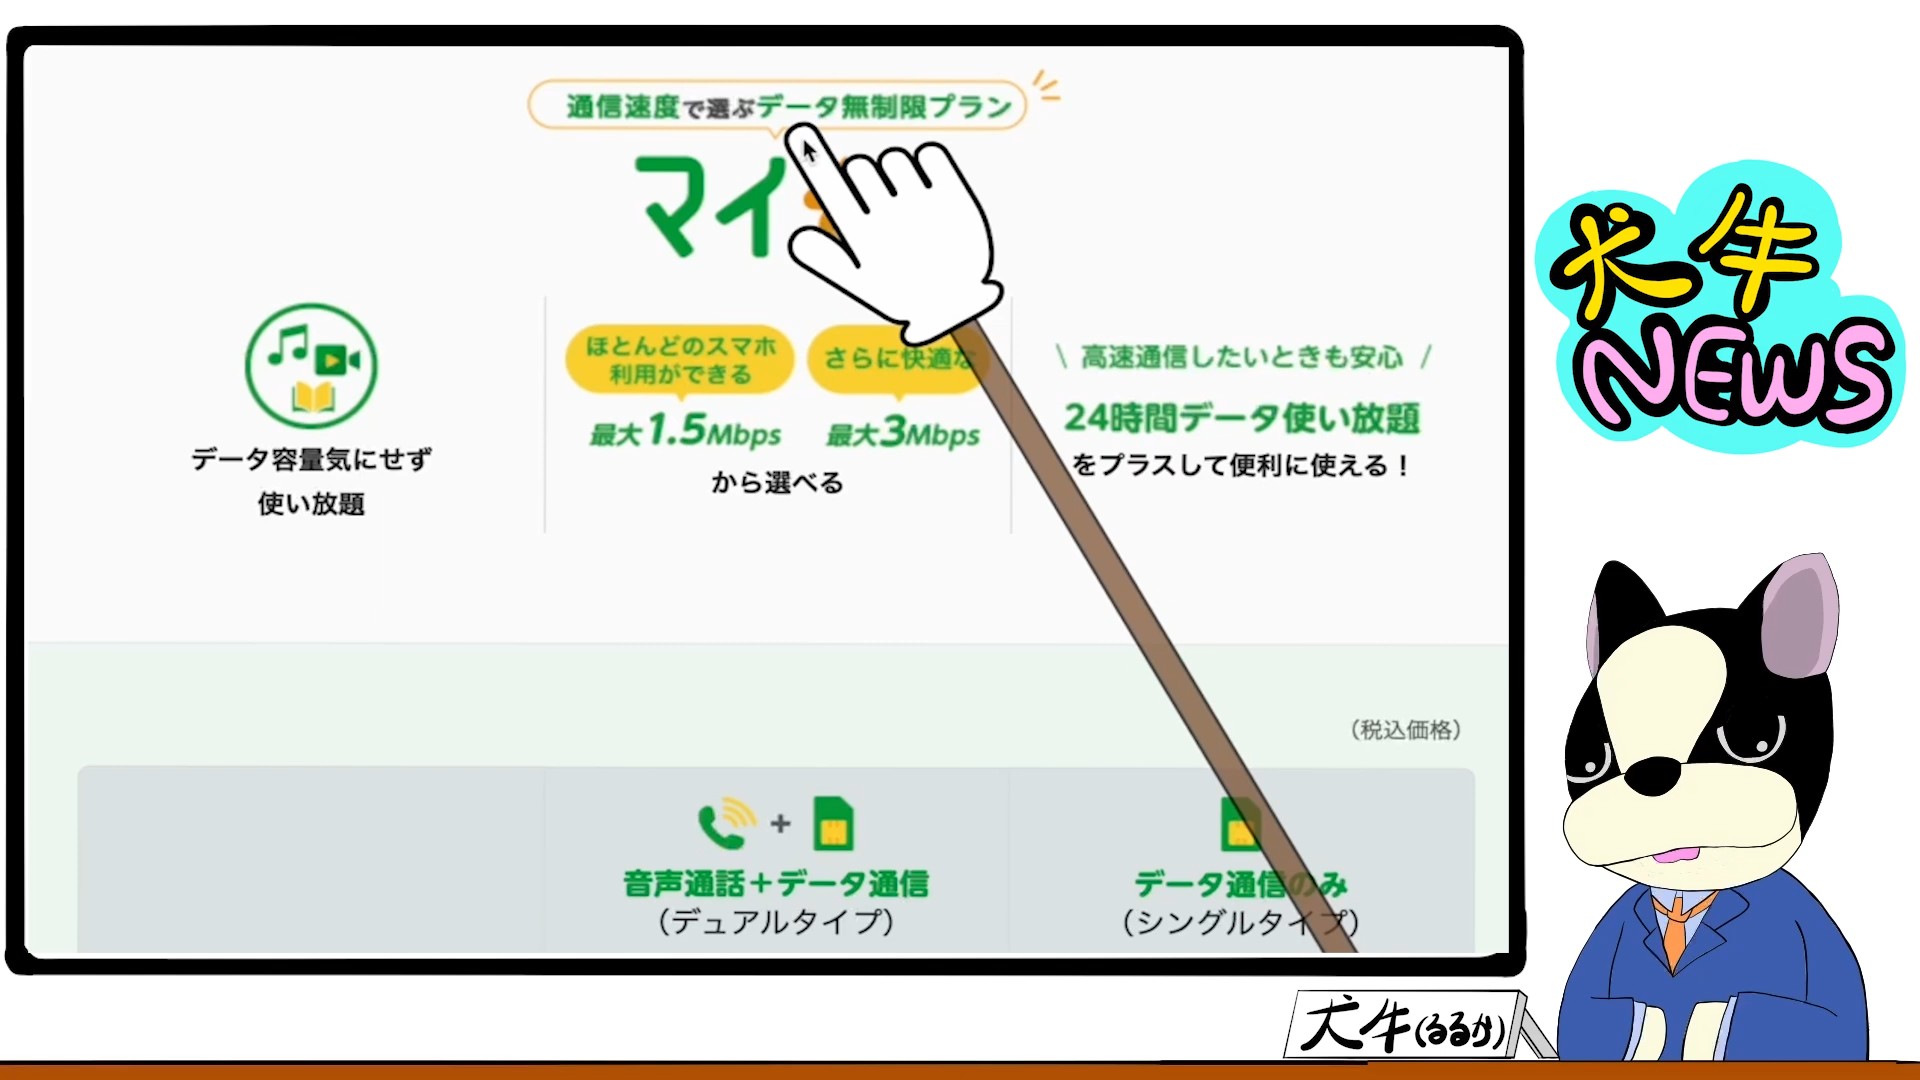 通信速度で選ぶデータ無制限プラン
マイ
データ容量気にせず
使い放題
ほとんどのスマホ
利用ができる
最大1.5Mbps
さらに快適な
最大3Mbps
から選べる
\ 高速通信したいときも安心 /
24時間データ使い放題
をプラスして便利に使える!
(税込価格)
+
音声通話+データ通信
(デュアルタイプ)
データ通信のみ
(シングルタイプ)
犬牛
NEWS
犬牛(るるか)